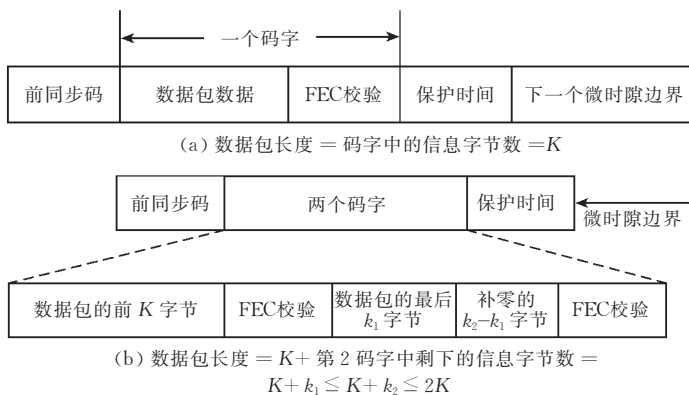 一个码字
前同步码 数据包数据 FEC校验 保护时间 下一个微时隙边界
(a) 数据包长度 = 码字中的信息字节数 =K
前同步码 两个码字 保护时间 微时隙边界
数据包的前 K 字节 FEC校验 数据包的最后 k₁ 字节 补零的 k₂-k₁ 字节 FEC校验
(b) 数据包长度 = K+ 第 2 码字中剩下的信息字节数 =
K+k₁ ≤ K+k₂ ≤ 2K